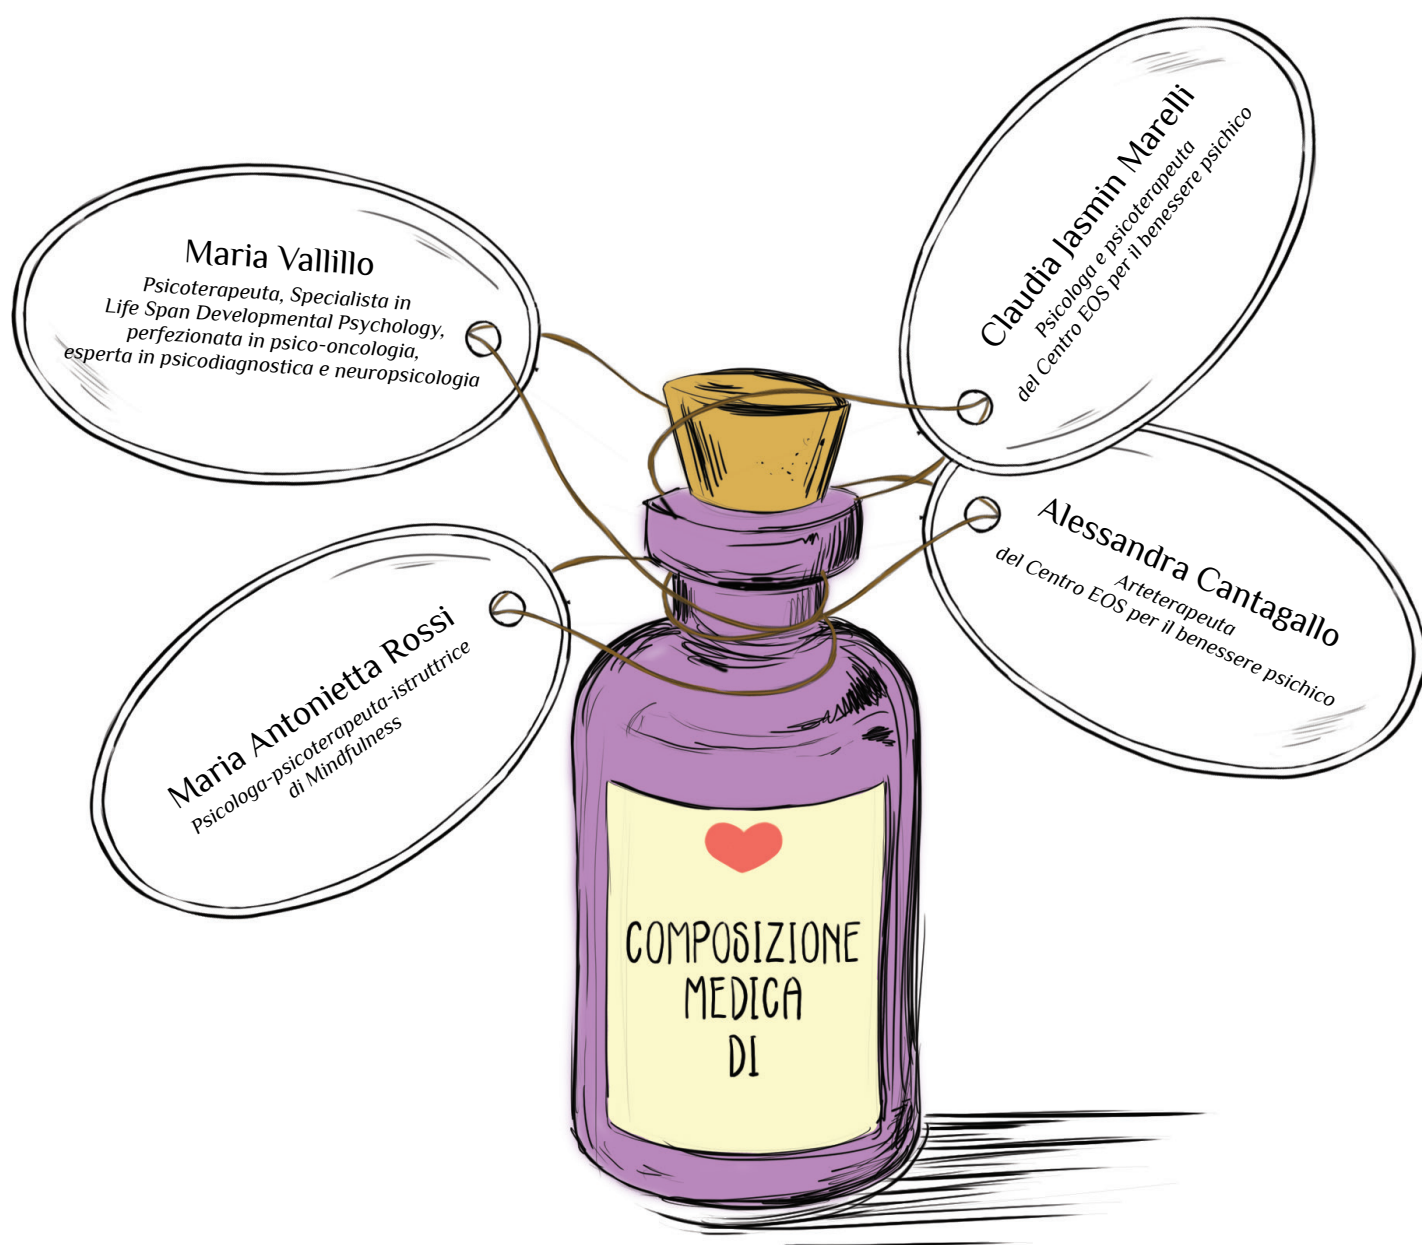 Maria Vallillo
Psicoterapeuta, Specialista in
Life Span Developmental Psychology,
perfezionata in psico-oncologia,
esperta in psicodiagnostica e neuropsicologia
Claudia Jasmin Marelli
Psicologa e psicoterapeuta
del Centro EOS per il benessere psichico
Maria Antonietta Rossi
Psicologa-psicoterapeuta-istruttrice
di Mindfulness
Alessandra Cantagallo
Arteterapeuta
del Centro EOS per il benessere psichico
COMPOSIZIONE
MEDICA
DI